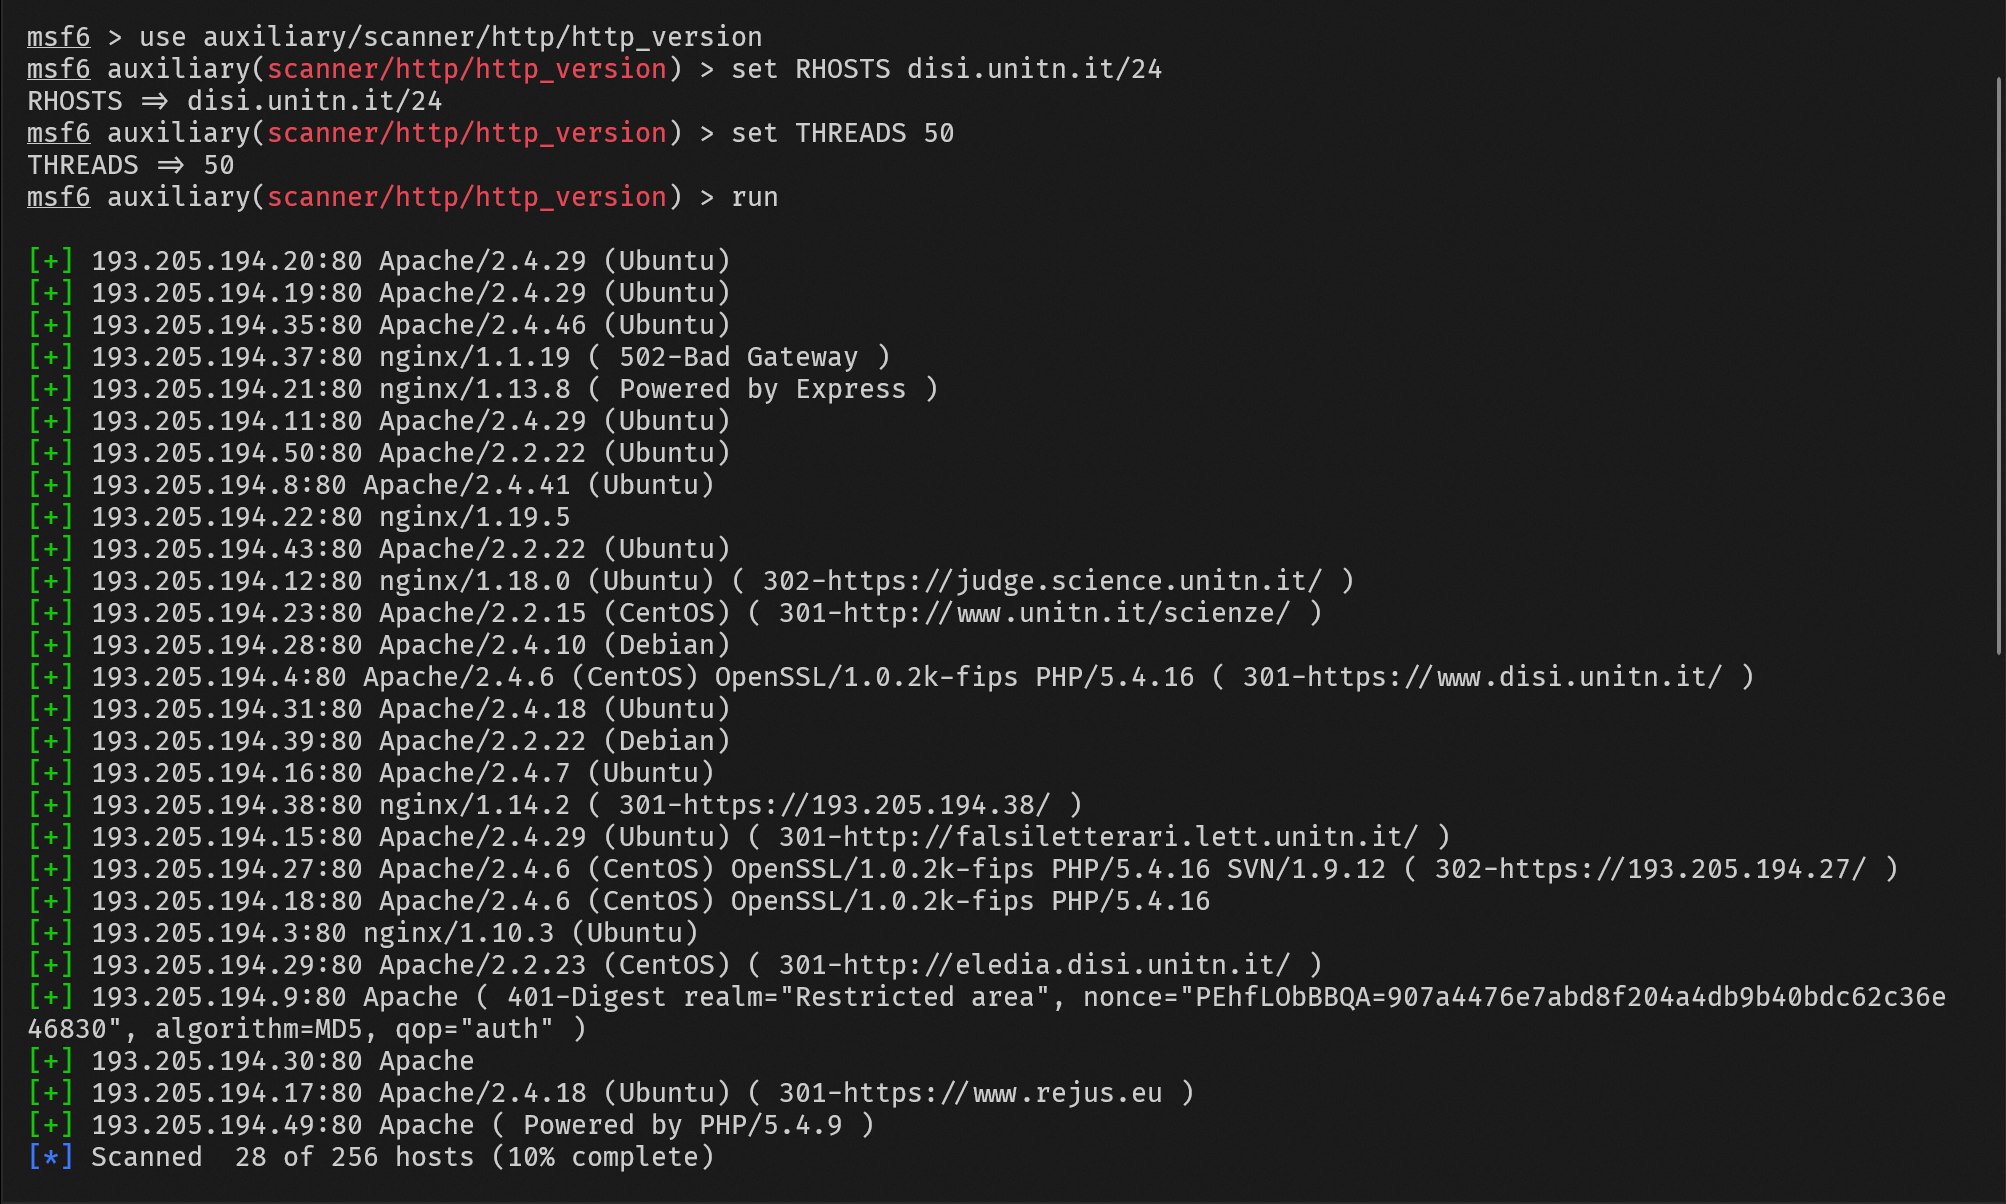 msf6 > use auxiliary/scanner/http/http_version
msf6 auxiliary(scanner/http/http_version) > set RHOSTS disi.unitn.it/24
RHOSTS => disi.unitn.it/24
msf6 auxiliary(scanner/http/http_version) > set THREADS 50
THREADS => 50
msf6 auxiliary(scanner/http/http_version) > run
[+] 193.205.194.20:80 Apache/2.4.29 (Ubuntu)
[+] 193.205.194.19:80 Apache/2.4.29 (Ubuntu)
[+] 193.205.194.35:80 Apache/2.4.46 (Ubuntu)
[+] 193.205.194.37:80 nginx/1.1.19 ( 502-Bad Gateway )
[+] 193.205.194.21:80 nginx/1.13.8 ( Powered by Express )
[+] 193.205.194.11:80 Apache/2.4.29 (Ubuntu)
[+] 193.205.194.50:80 Apache/2.2.22 (Ubuntu)
[+] 193.205.194.8:80 Apache/2.4.41 (Ubuntu)
[+] 193.205.194.22:80 nginx/1.19.5
[+] 193.205.194.43:80 Apache/2.2.22 (Ubuntu)
[+] 193.205.194.12:80 nginx/1.18.0 (Ubuntu) ( 302-https://judge.science.unitn.it/ )
[+] 193.205.194.23:80 Apache/2.2.15 (CentOS) ( 301-http://www.unitn.it/scienze/ )
[+] 193.205.194.28:80 Apache/2.4.10 (Debian)
[+] 193.205.194.4:80 Apache/2.4.6 (CentOS) OpenSSL/1.0.2k-fips PHP/5.4.16 ( 301-https://www.disi.unitn.it/ )
[+] 193.205.194.31:80 Apache/2.4.18 (Ubuntu)
[+] 193.205.194.39:80 Apache/2.2.22 (Debian)
[+] 193.205.194.16:80 Apache/2.4.7 (Ubuntu)
[+] 193.205.194.38:80 nginx/1.14.2 ( 301-https://193.205.194.38/ )
[+] 193.205.194.15:80 Apache/2.4.29 (Ubuntu) ( 301-http://falsiletterari.lett.unitn.it/ )
[+] 193.205.194.27:80 Apache/2.4.6 (CentOS) OpenSSL/1.0.2k-fips PHP/5.4.16 SVN/1.9.12 ( 302-https://193.205.194.27/ )
[+] 193.205.194.18:80 Apache/2.4.6 (CentOS) OpenSSL/1.0.2k-fips PHP/5.4.16
[+] 193.205.194.3:80 nginx/1.10.3 (Ubuntu)
[+] 193.205.194.29:80 Apache/2.2.23 (CentOS) ( 301-http://eledia.disi.unitn.it/ )
[+] 193.205.194.9:80 Apache ( 401-Digest realm="Restricted area", nonce="PEhfLObBBQA=907a4476e7abd8f204a4db9b40bdc62c36e
46830", algorithm=MD5, qop="auth" )
[+] 193.205.194.30:80 Apache
[+] 193.205.194.17:80 Apache/2.4.18 (Ubuntu) ( 301-https://www.rejus.eu )
[+] 193.205.194.49:80 Apache ( Powered by PHP/5.4.9 )
[*] Scanned  28 of 256 hosts (10% complete)